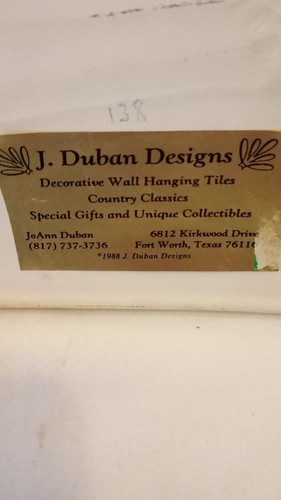 138
J. Duban Designs
Decorative Wall Hanging Tiles
Country Classics
Special Gifts and Unique Collectibles
JoAnn Duban 6812 Kirkwood Drive
(817) 737-3736 Fort Worth, Texas 76116
©1988 J. Duban Designs